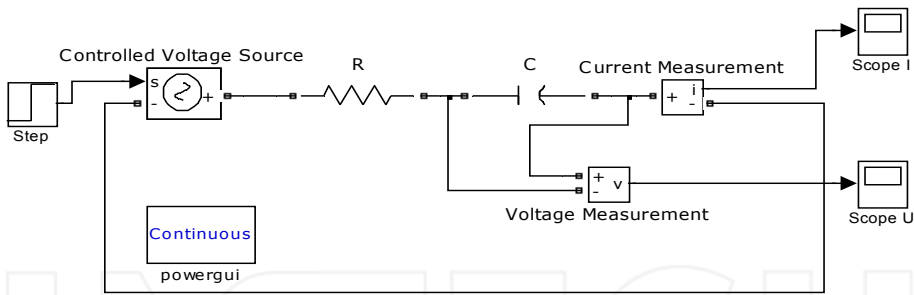 Controlled Voltage Source
R
C
Current Measurement
Scope I
s
-
+
+
i
-
Step
+
-
v
Voltage Measurement
Scope U
Continuous
powergui